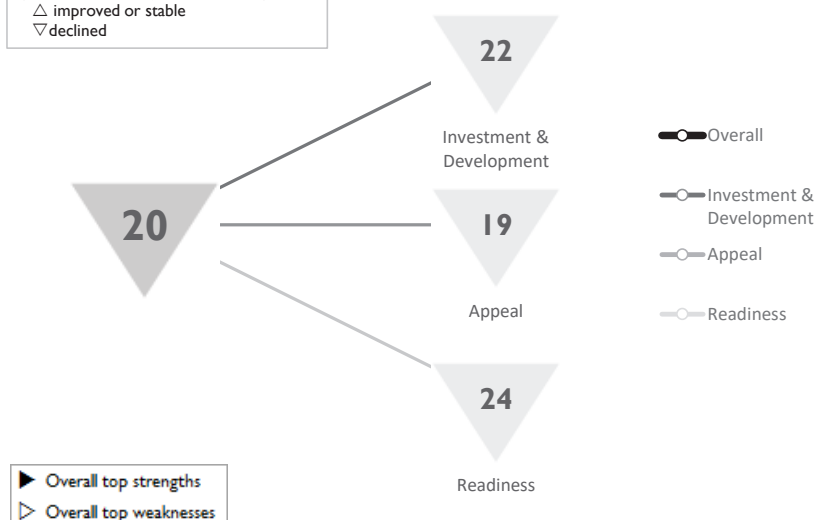 △ improved or stable
▽ declined
22
Investment &
Development
20
19
Appeal
24
Readiness
Overall
Investment &
Development
Appeal
Readiness
▶ Overall top strengths
▷ Overall top weaknesses